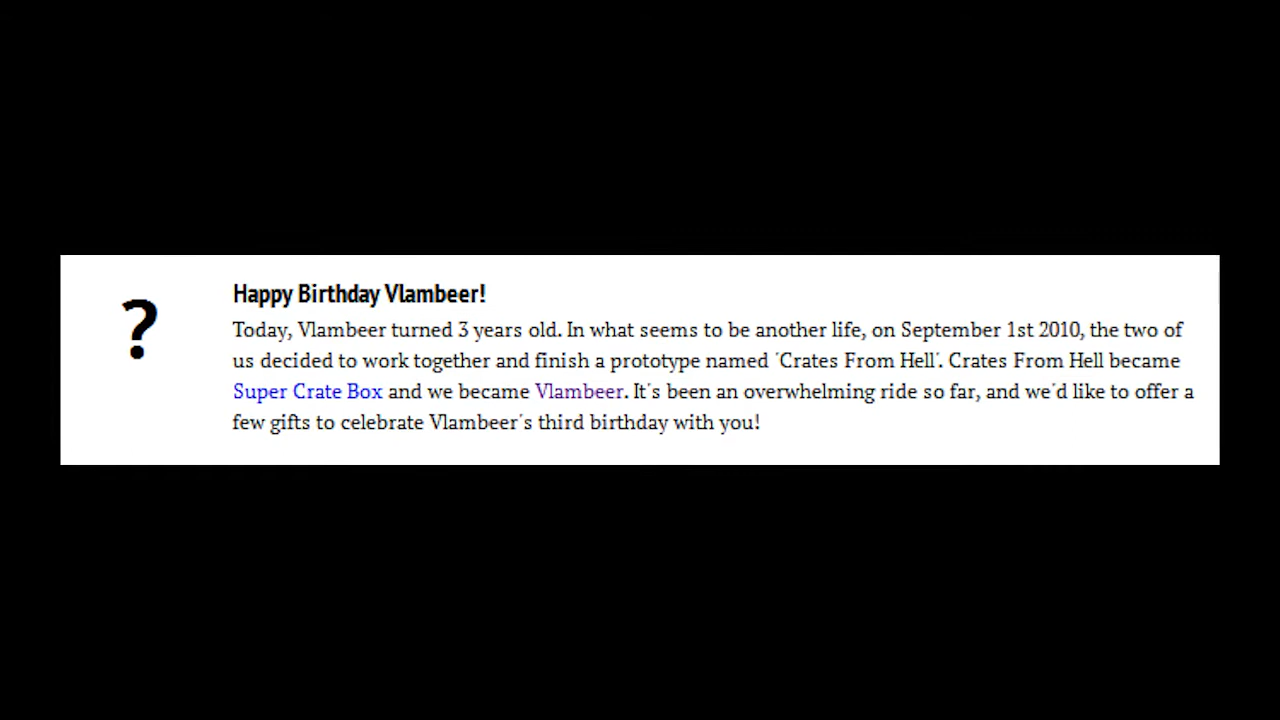 ?
Happy Birthday Vlambeer!
Today, Vlambeer turned 3 years old. In what seems to be another life, on September 1st 2010, the two of
us decided to work together and finish a prototype named 'Crates From Hell'. Crates From Hell became
Super Crate Box and we became Vlambeer. It's been an overwhelming ride so far, and we'd like to offer a
few gifts to celebrate Vlambeer's third birthday with you!